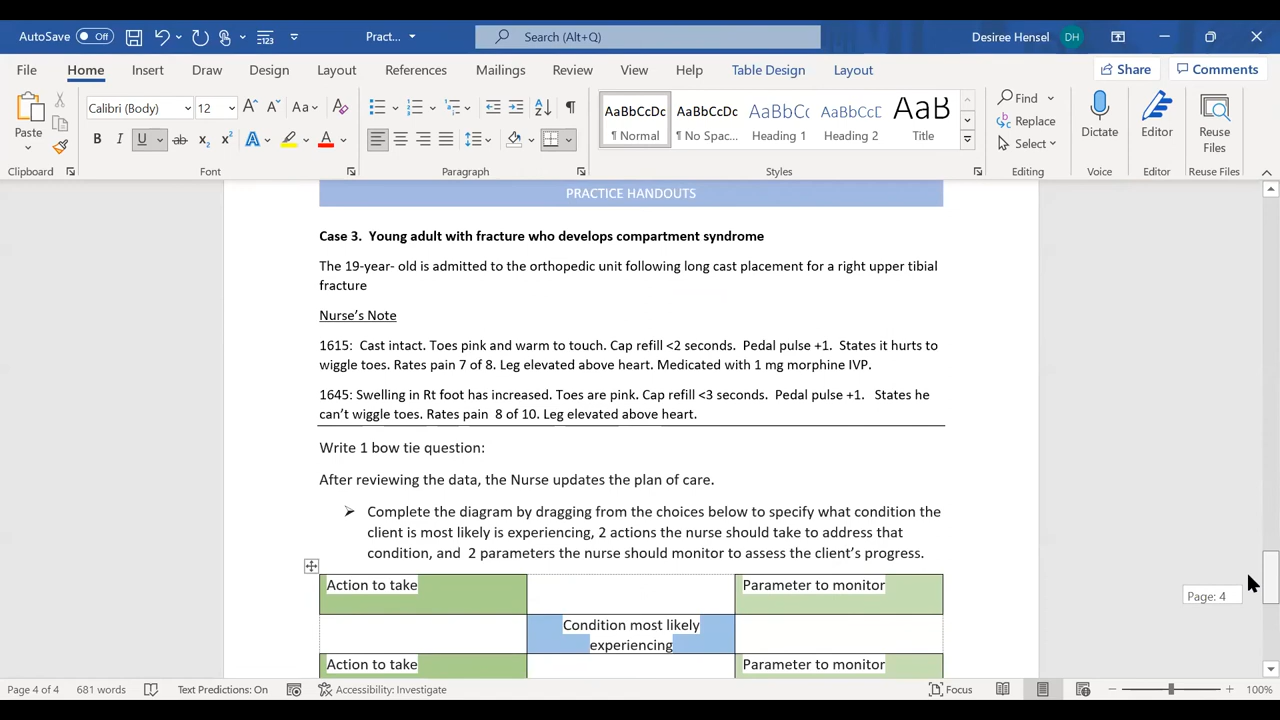 AutoSave Off Pract... Search (Alt+Q) Desiree Hensel DH
File Home Insert Draw Design Layout References Mailings Review View Help Table Design Layout Share Comments
Paste Calibri (Body) 12 Aa AaBbCcDc AaBbCcDc AaBbCc AaBbCcD AaB Find Replace Select Dictate Editor Reuse Files
Normal No Spac... Heading 1 Heading 2 Title
Clipboard Font Paragraph Styles Editing Voice Editor Reuse Files
PRACTICE HANDOUTS
Case 3. Young adult with fracture who develops compartment syndrome
The 19-year- old is admitted to the orthopedic unit following long cast placement for a right upper tibial
fracture
Nurse's Note
1615: Cast intact. Toes pink and warm to touch. Cap refill <2 seconds. Pedal pulse +1. States it hurts to
wiggle toes. Rates pain 7 of 8. Leg elevated above heart. Medicated with 1 mg morphine IVP.
1645: Swelling in Rt foot has increased. Toes are pink. Cap refill <3 seconds. Pedal pulse +1. States he
can't wiggle toes. Rates pain 8 of 10. Leg elevated above heart.
Write 1 bow tie question:
After reviewing the data, the Nurse updates the plan of care.
➢ Complete the diagram by dragging from the choices below to specify what condition the
client is most likely is experiencing, 2 actions the nurse should take to address that
condition, and 2 parameters the nurse should monitor to assess the client's progress.
Action to take Parameter to monitor
Page: 4
Condition most likely
experiencing
Action to take Parameter to monitor
Page 4 of 4 681 words Text Predictions: On Accessibility: Investigate Focus 100%